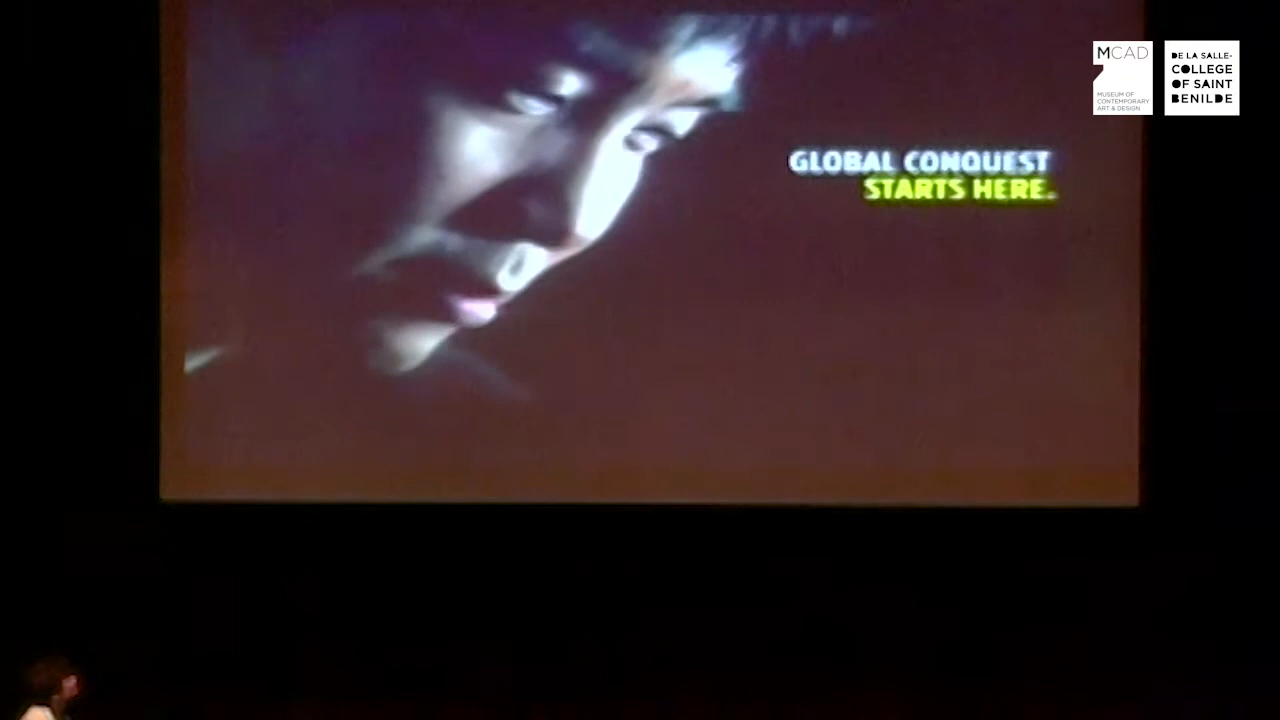 GLOBAL CONQUEST
STARTS HERE.
MCAD
MUSEUM OF
CONTEMPORARY
ART & DESIGN
DE LA SALLE-
COLLEGE
OF SAINT
BENILDE